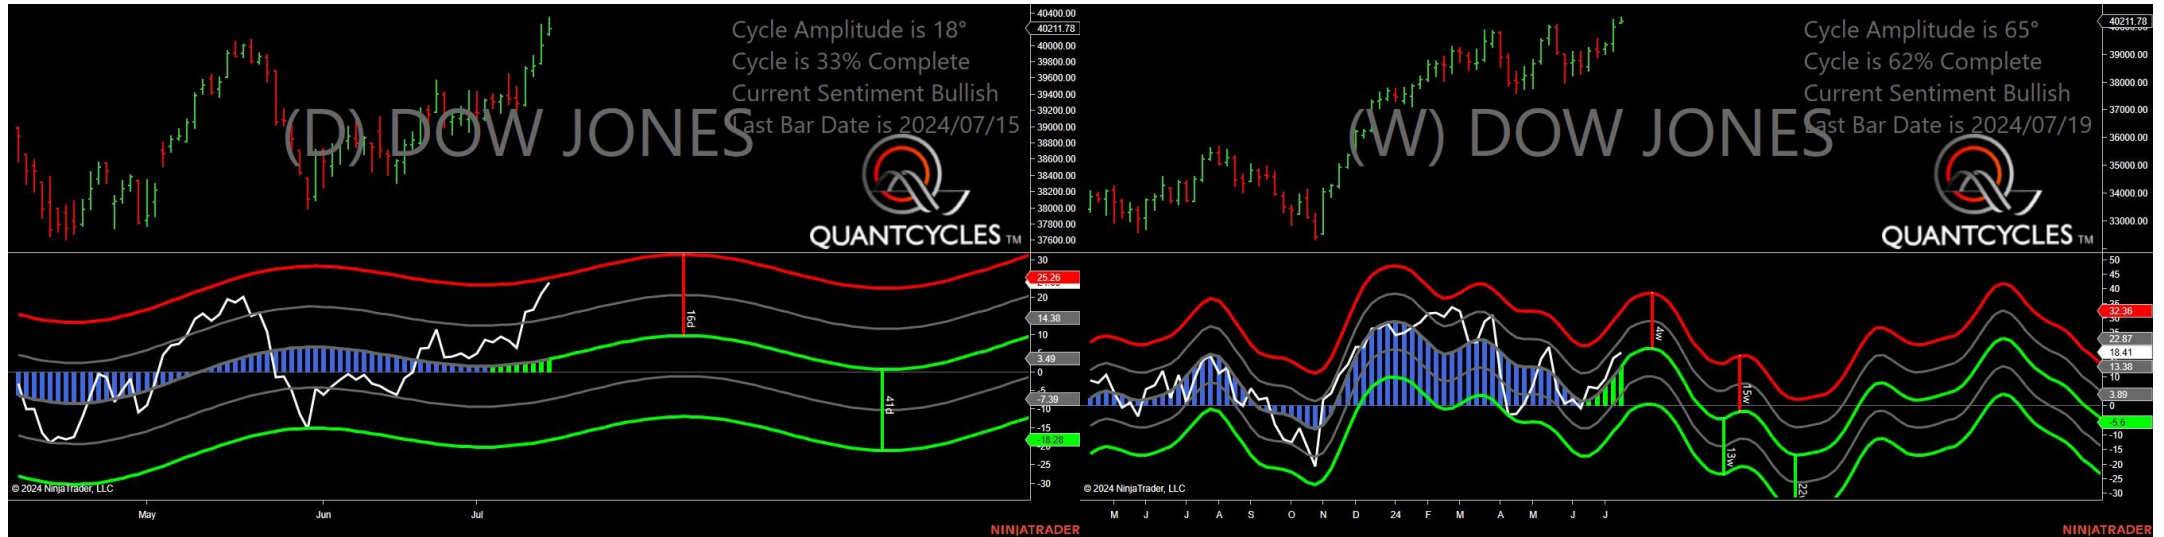 Cycle Amplitude is 18°
Cycle is 33% Complete
Current Sentiment Bullish
Last Bar Date is 2024/07/15
(D) DOW JONES
QUANTCYCLES TM
40400.00
40211.78
40000.00
39800.00
39600.00
39400.00
39200.00
39000.00
38800.00
38600.00
38400.00
38200.00
38000.00
37800.00
37600.00
30
25.26
20
14.38
10
3.49
0
-5
-7.39
-10
-15
-18.28
-25
-30
16d
41d
© 2024 NinjaTrader, LLC
May
Jun
Jul
NINJATRADER
Cycle Amplitude is 65°
Cycle is 62% Complete
Current Sentiment Bullish
Last Bar Date is 2024/07/19
(W) DOW JONES
QUANTCYCLES TM
40211.78
38000.00
37000.00
36000.00
35000.00
34000.00
33000.00
50
45
40
32.36
30
22.87
18.41
13.38
10
3.89
0
-5.6
-10
-15
-20
-25
-30
4w
15w
13w
© 2024 NinjaTrader, LLC
M J J A S O N D 24 F M A M J J
NINJATRADER